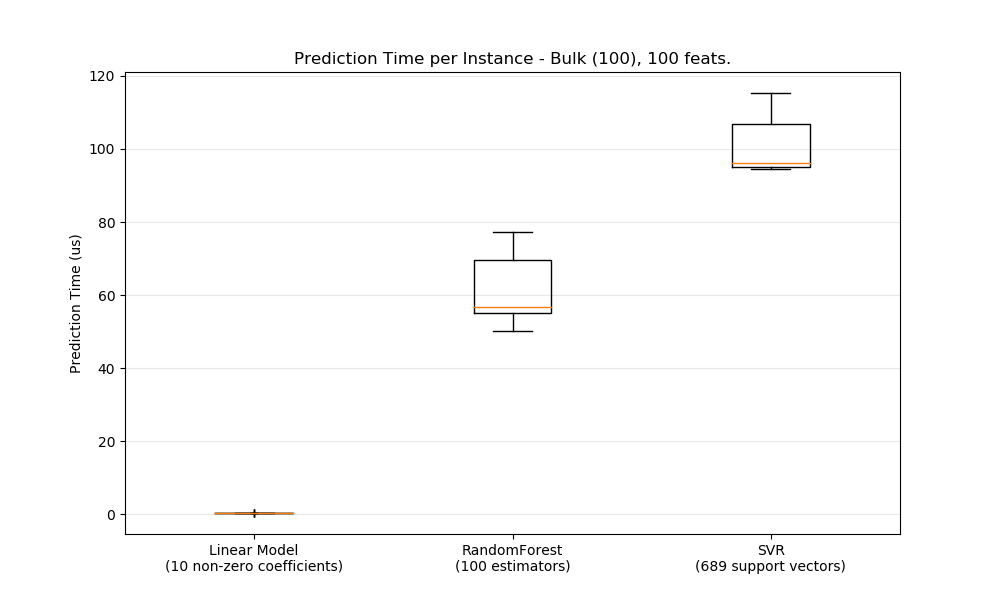 Prediction Time per Instance - Bulk (100), 100 feats.
120
100
80
60
40
20
0
Prediction Time (us)
Linear Model
(10 non-zero coefficients)
RandomForest
(100 estimators)
SVR
(689 support vectors)